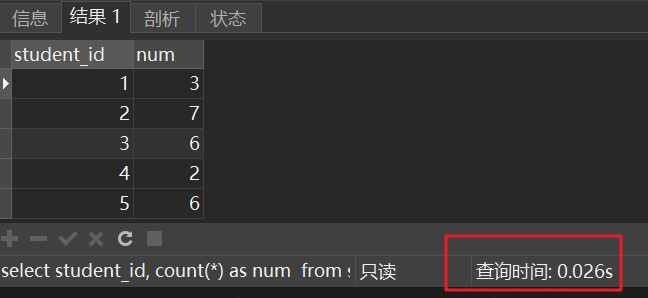 信息 结果 1 剖析 状态
student_id num
1 3
2 7
3 6
4 2
5 6
select student_id, count(*) as num from s 只读 查询时间: 0.026s